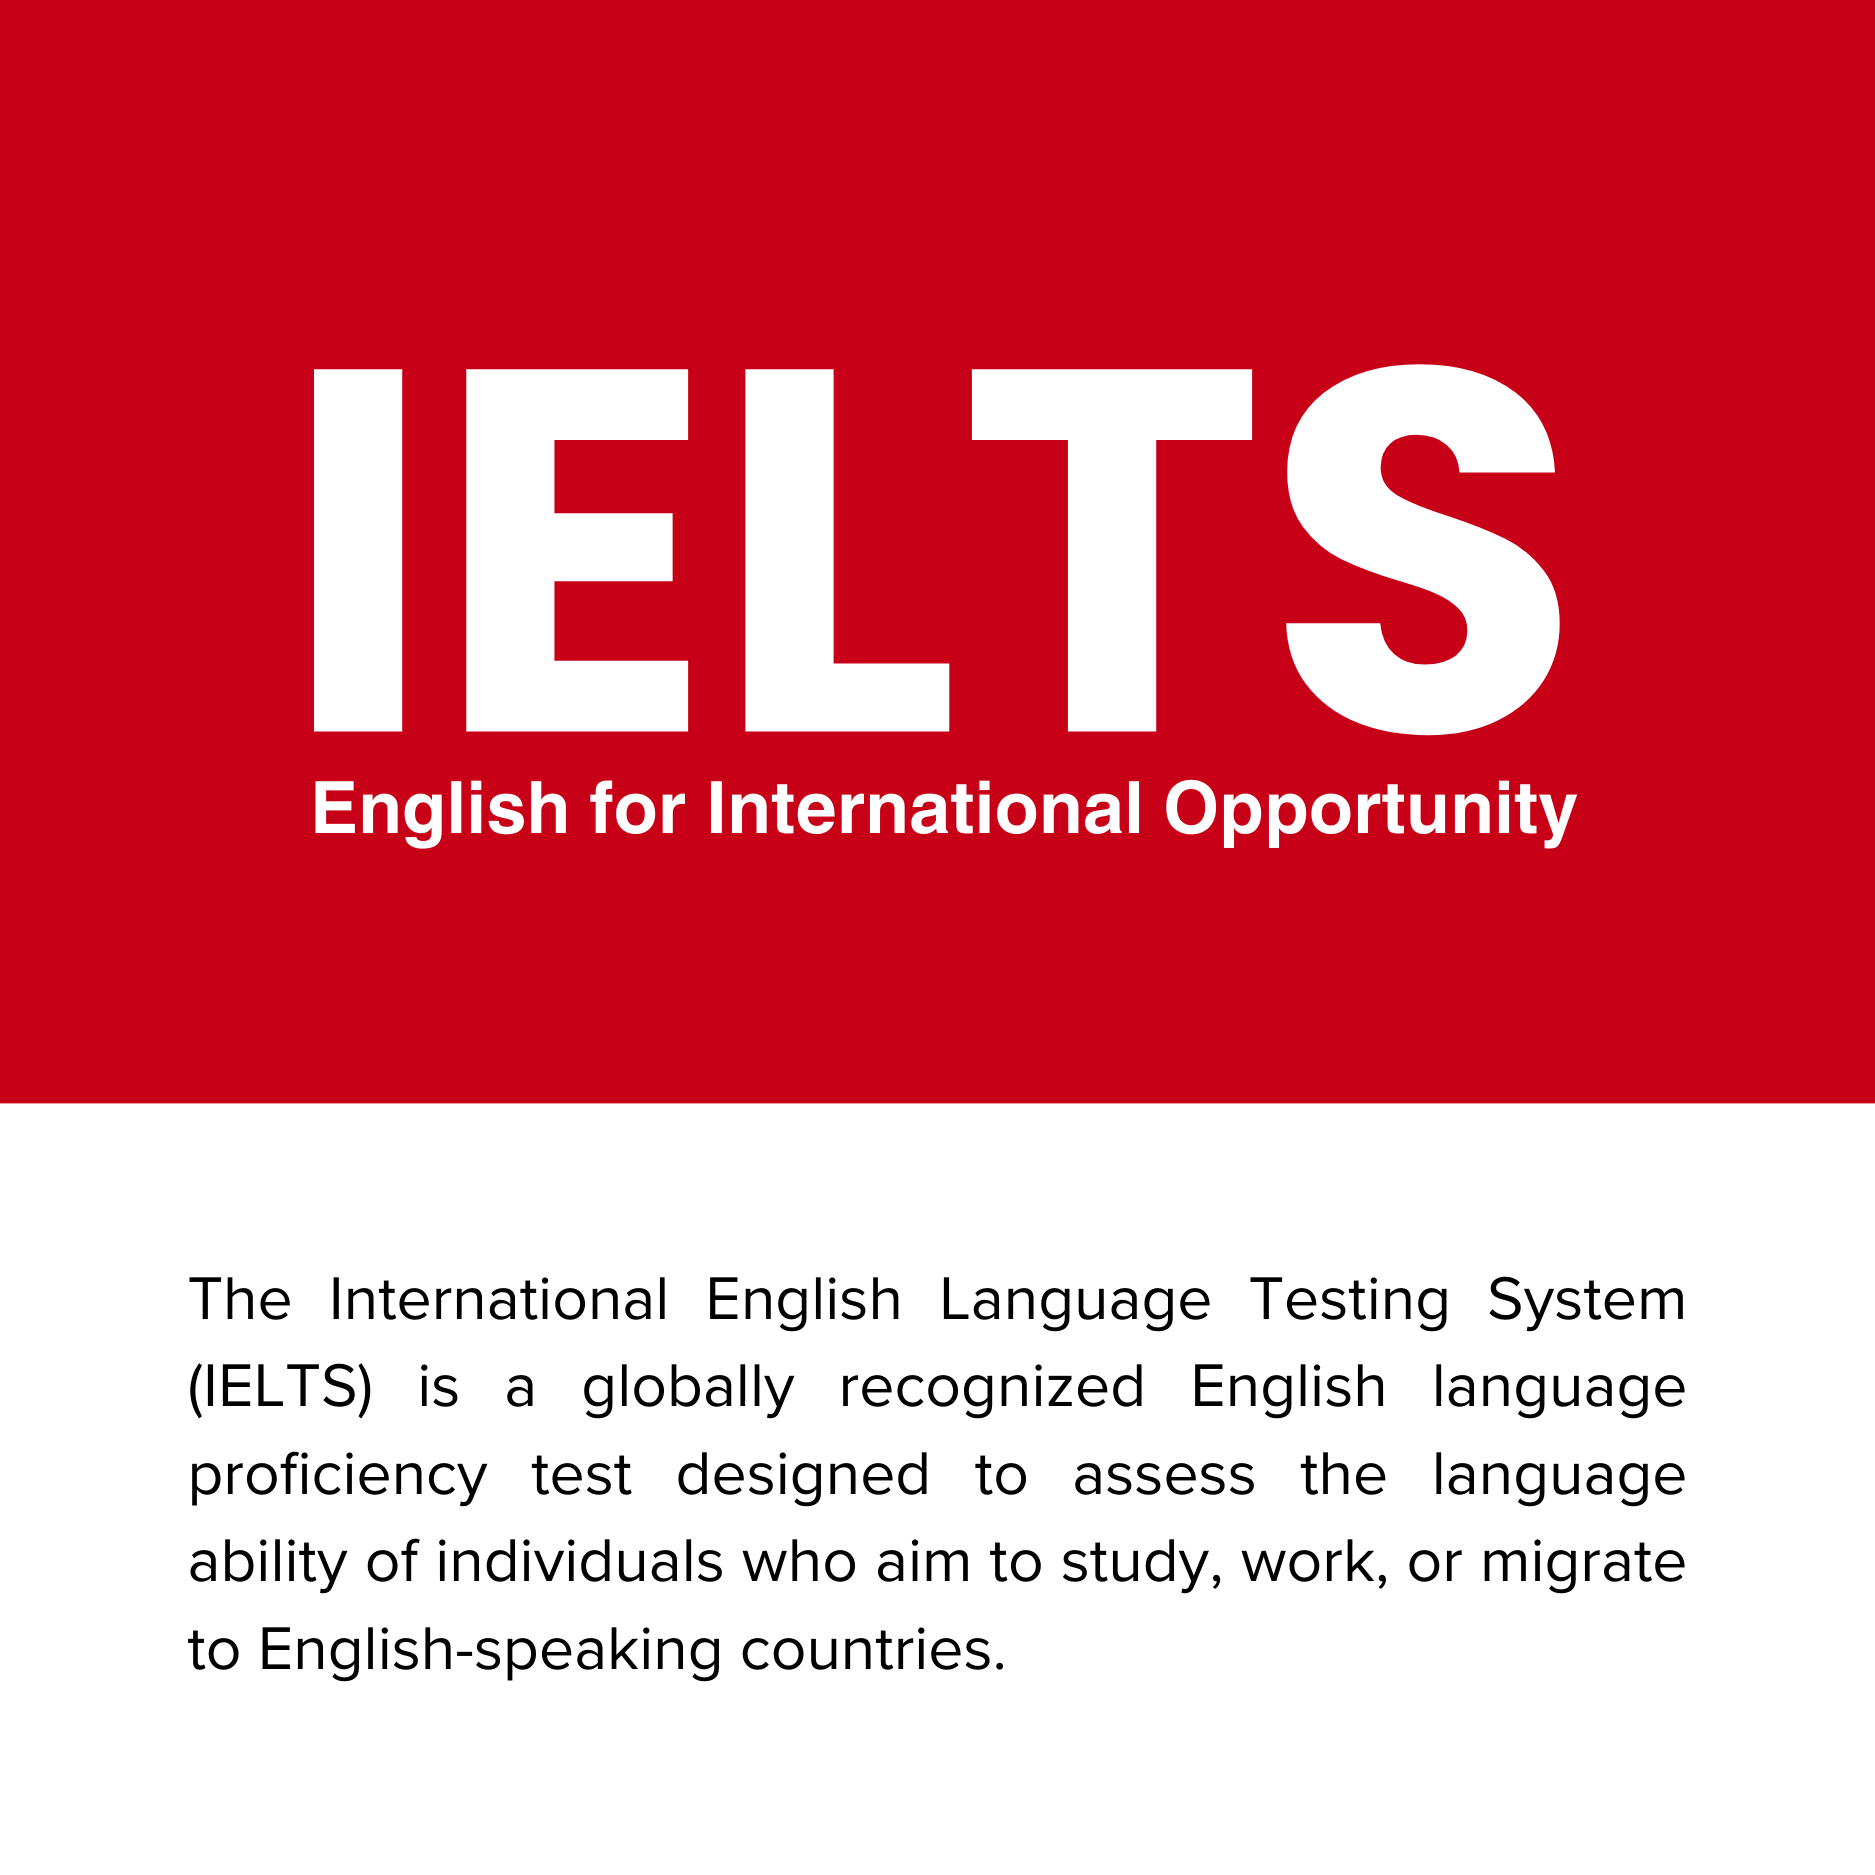 IELTS
English for International Opportunity
The International English Language Testing System
(IELTS) is a globally recognized English language
proficiency test designed to assess the language
ability of individuals who aim to study, work, or migrate
to English-speaking countries.